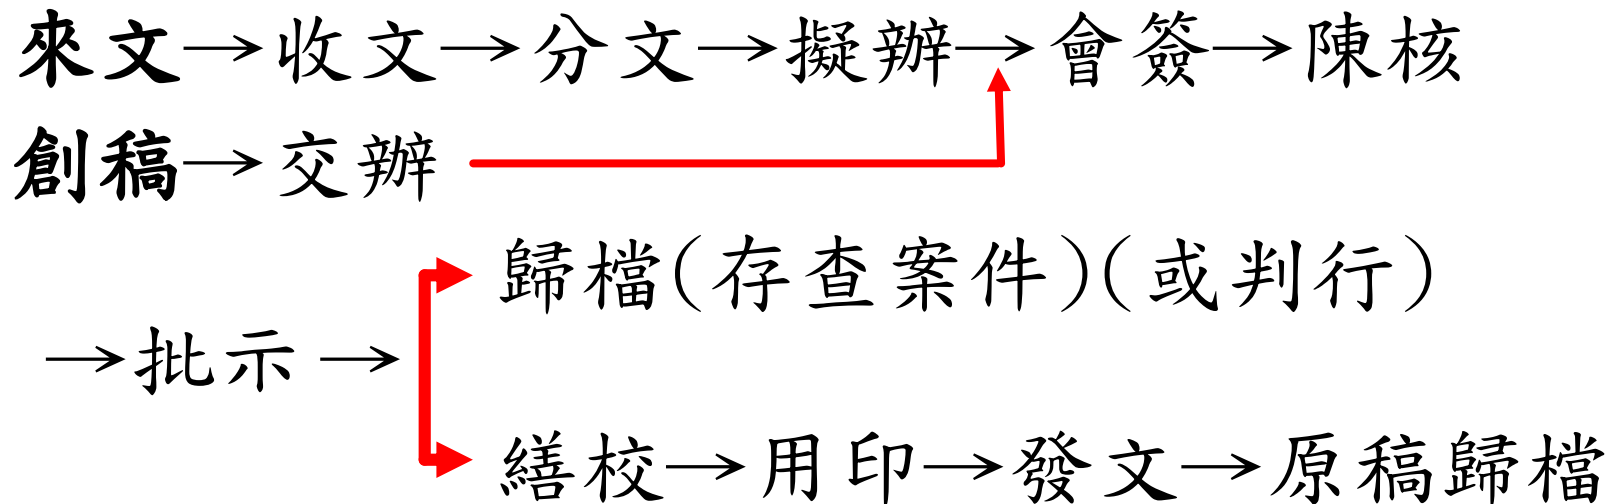 來文→收文→分文→擬辦→會簽→陳核
創稿→交辦
歸檔(存查案件)(或判行)
→批示→
繕校→用印→發文→原稿歸檔